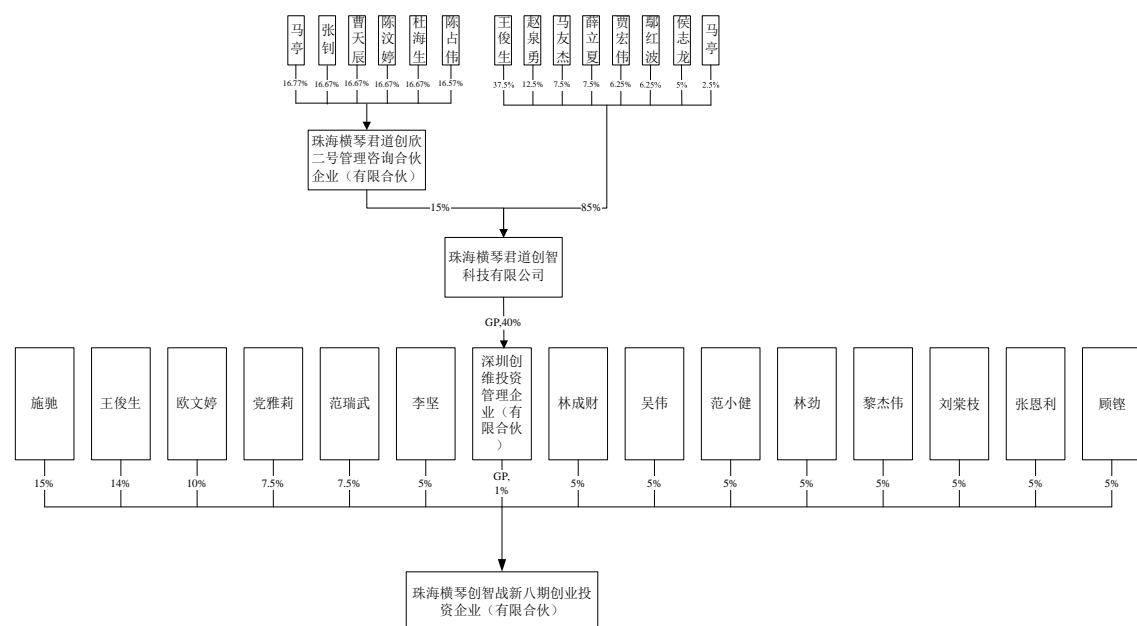 马亭
张钊
曹天辰
陈汶婷
杜海生
陈占伟
王俊生
赵泉勇
马友杰
薛立夏
贾宏伟
鄢红波
侯志龙
马亭
16.77%
16.67%
16.67%
16.67%
16.67%
16.57%
37.5%
12.5%
7.5%
7.5%
6.25%
6.25%
5%
2.5%
珠海横琴君道创欣
二号管理咨询合伙
企业（有限合伙）
15%
85%
珠海横琴君道创智
科技有限公司
GP,40%
施驰
王俊生
欧文婷
党雅莉
范瑞武
李坚
深圳创
维投资
管理企
业（有
限合伙
）
林成财
吴伟
范小健
林劲
黎杰伟
刘棠枝
张恩利
顾铿
15%
14%
10%
7.5%
7.5%
5%
GP,
1%
5%
5%
5%
5%
5%
5%
5%
5%
珠海横琴创智战新八期创业投
资企业（有限合伙）